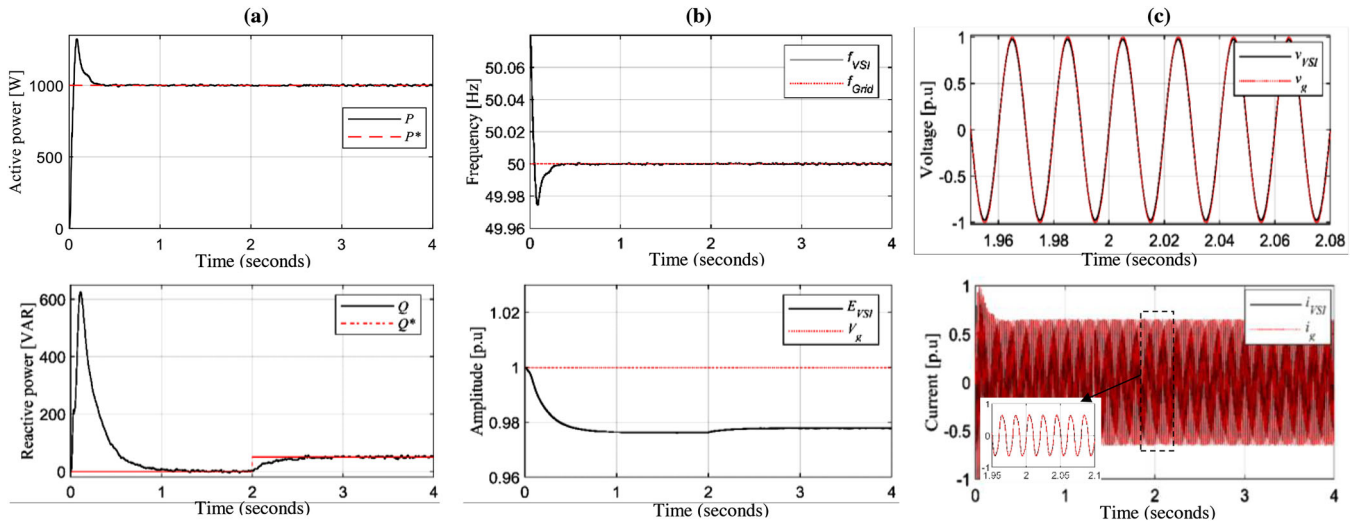 (a)
Active power [W]
1000
500
0
P
P*
0 1 2 3 4
Time (seconds)
Reactive power [VAR]
600
400
200
0
Q
Q*
0 1 2 3 4
Time (seconds)
(b)
Frequency [Hz]
50.06
50.04
50.02
50
49.98
49.96
f_VSI
f_Grid
0 1 2 3 4
Time (seconds)
Amplitude [p.u]
1.02
1
0.98
0.96
E_VSI
V_g
0 1 2 3 4
Time (seconds)
(c)
Voltage [p.u]
1
0.5
0
-0.5
-1
v_VSI
v_g
1.96 1.98 2 2.02 2.04 2.06 2.08
Time (seconds)
Current [p.u]
1
0.5
0
-0.5
-1
i_VSI
i_g
1
0
-1
1.95 2 2.05 2.1
0 1 2 3 4
Time (seconds)